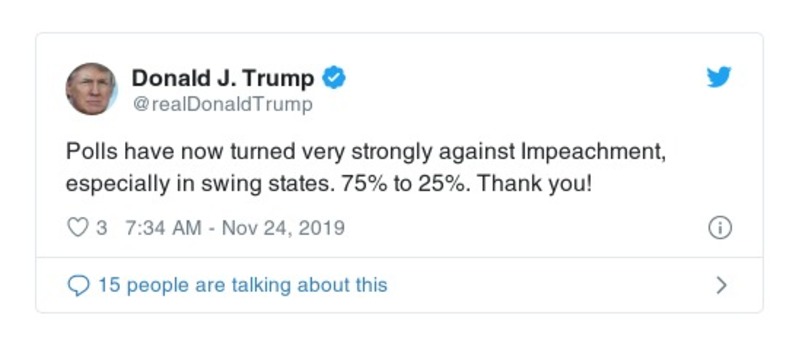 Donald J. Trump
@realDonaldTrump
Polls have now turned very strongly against Impeachment,
especially in swing states. 75% to 25%. Thank you!
3 7:34 AM - Nov 24, 2019
15 people are talking about this